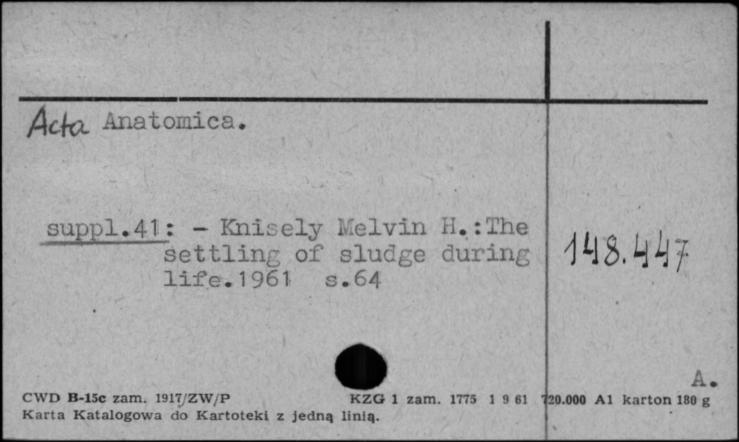 Acta Anatomica.
suppl.41: - Knisely Melvin H.:The
settling of sludge during
life.1961 s.64
148.447
A.
CWD B-15c zam. 1917/ZW/P KZG 1 zam. 1775 1 9 61 720.000 A1 karton 180 g
Karta Katalogowa do Kartoteki z jedną linią.